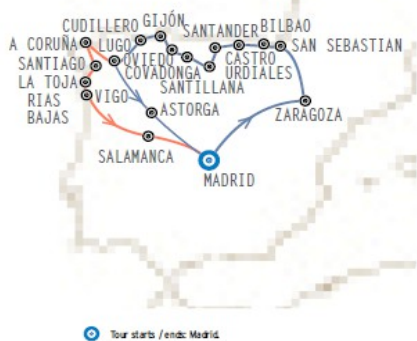 CUDILLERO
GIJÓN
SANTANDER
BILBAO
A CORUÑA
LUGO
OVIEDO
CASTRO
URDIALES
SAN SEBASTIAN
SANTIAGO
COVADONGA
SANTILLANA
LA TOJA
RIAS
BAJAS
VIGO
ASTORGA
ZARAGOZA
SALAMANCA
MADRID
Tour starts / ends: Madrid.